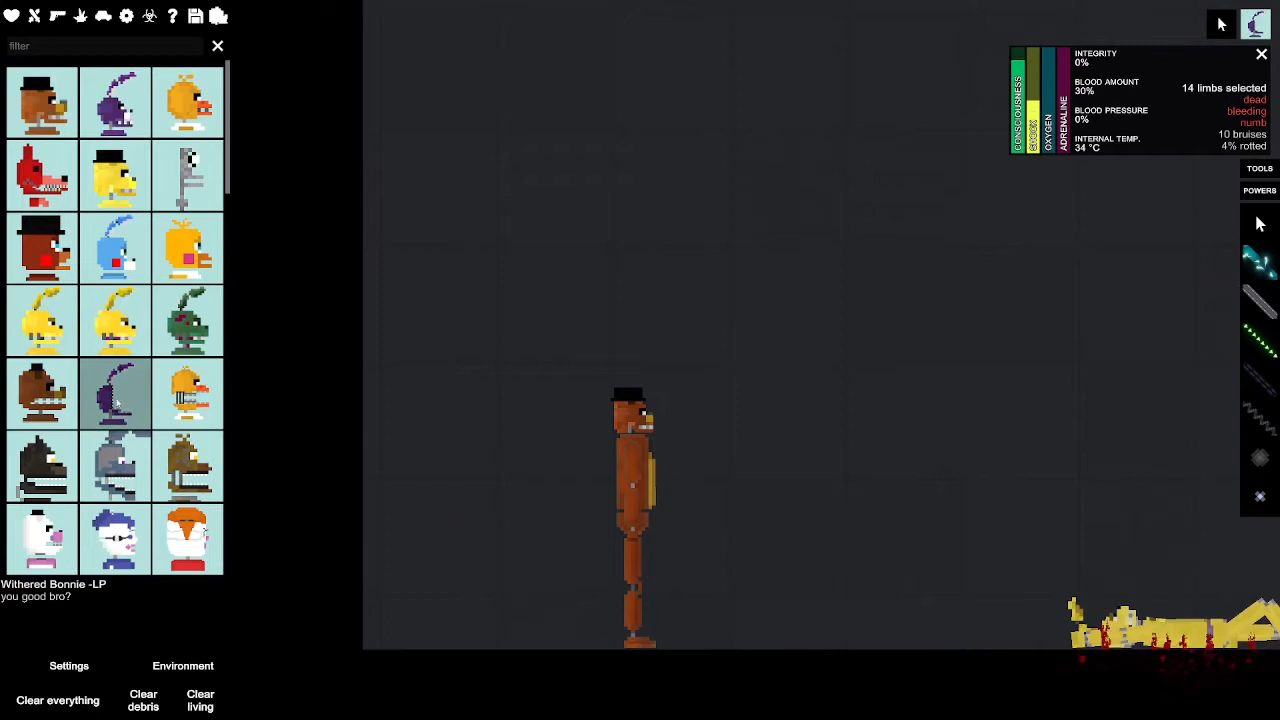 ?
filter
INTEGRITY
0%
BLOOD AMOUNT
30%
BLOOD PRESSURE
0%
INTERNAL TEMP.
34 °C
14 limbs selected
dead
bleeding
numb
10 bruises
4% rotted
CONSCIOUSNESS
SHOCK
OXYGEN
ADRENALINE
TOOLS
POWERS
Withered Bonnie -LP
you good bro?
Settings
Environment
Clear everything
Clear
debris
Clear
living